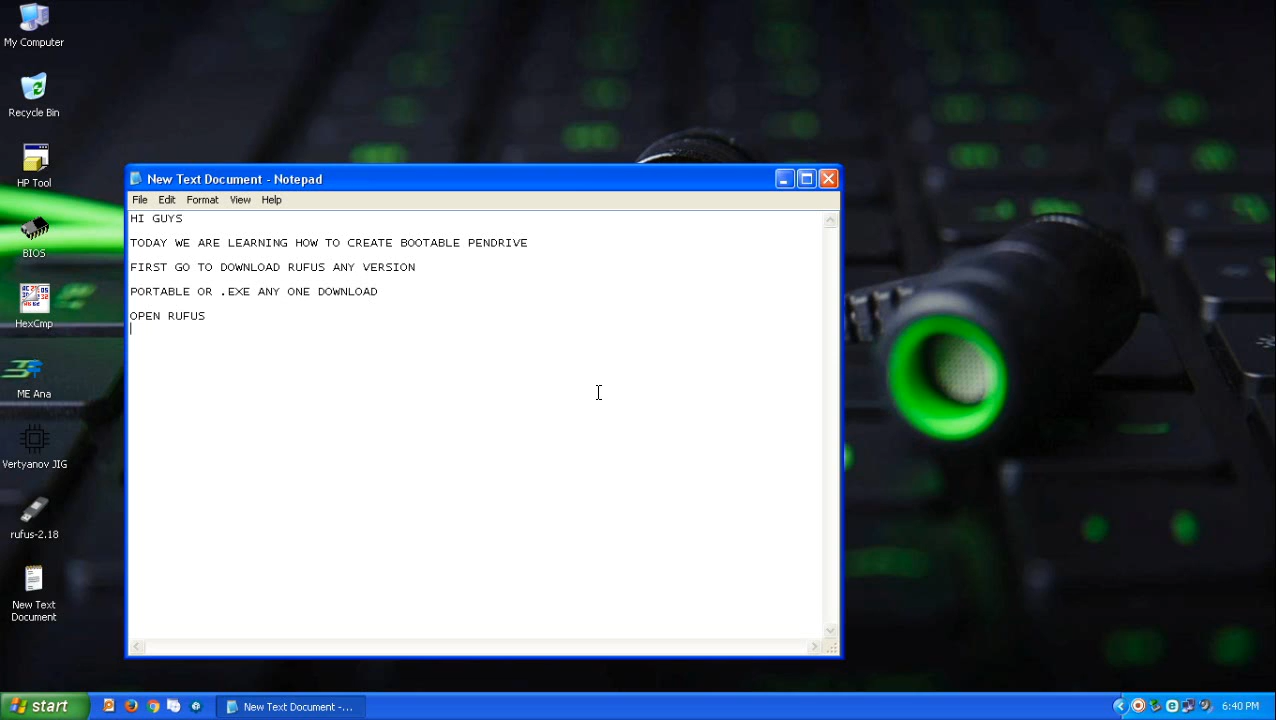 My Computer
Recycle Bin
HP Tool
BIOS
HexCmp
ME Ana
Vertyanov JIG
rufus-2.18
New Text
Document
New Text Document - Notepad
File Edit Format View Help
HI GUYS
TODAY WE ARE LEARNING HOW TO CREATE BOOTABLE PENDRIVE
FIRST GO TO DOWNLOAD RUFUS ANY VERSION
PORTABLE OR .EXE ANY ONE DOWNLOAD
OPEN RUFUS
start
New Text Document -...
6:40 PM